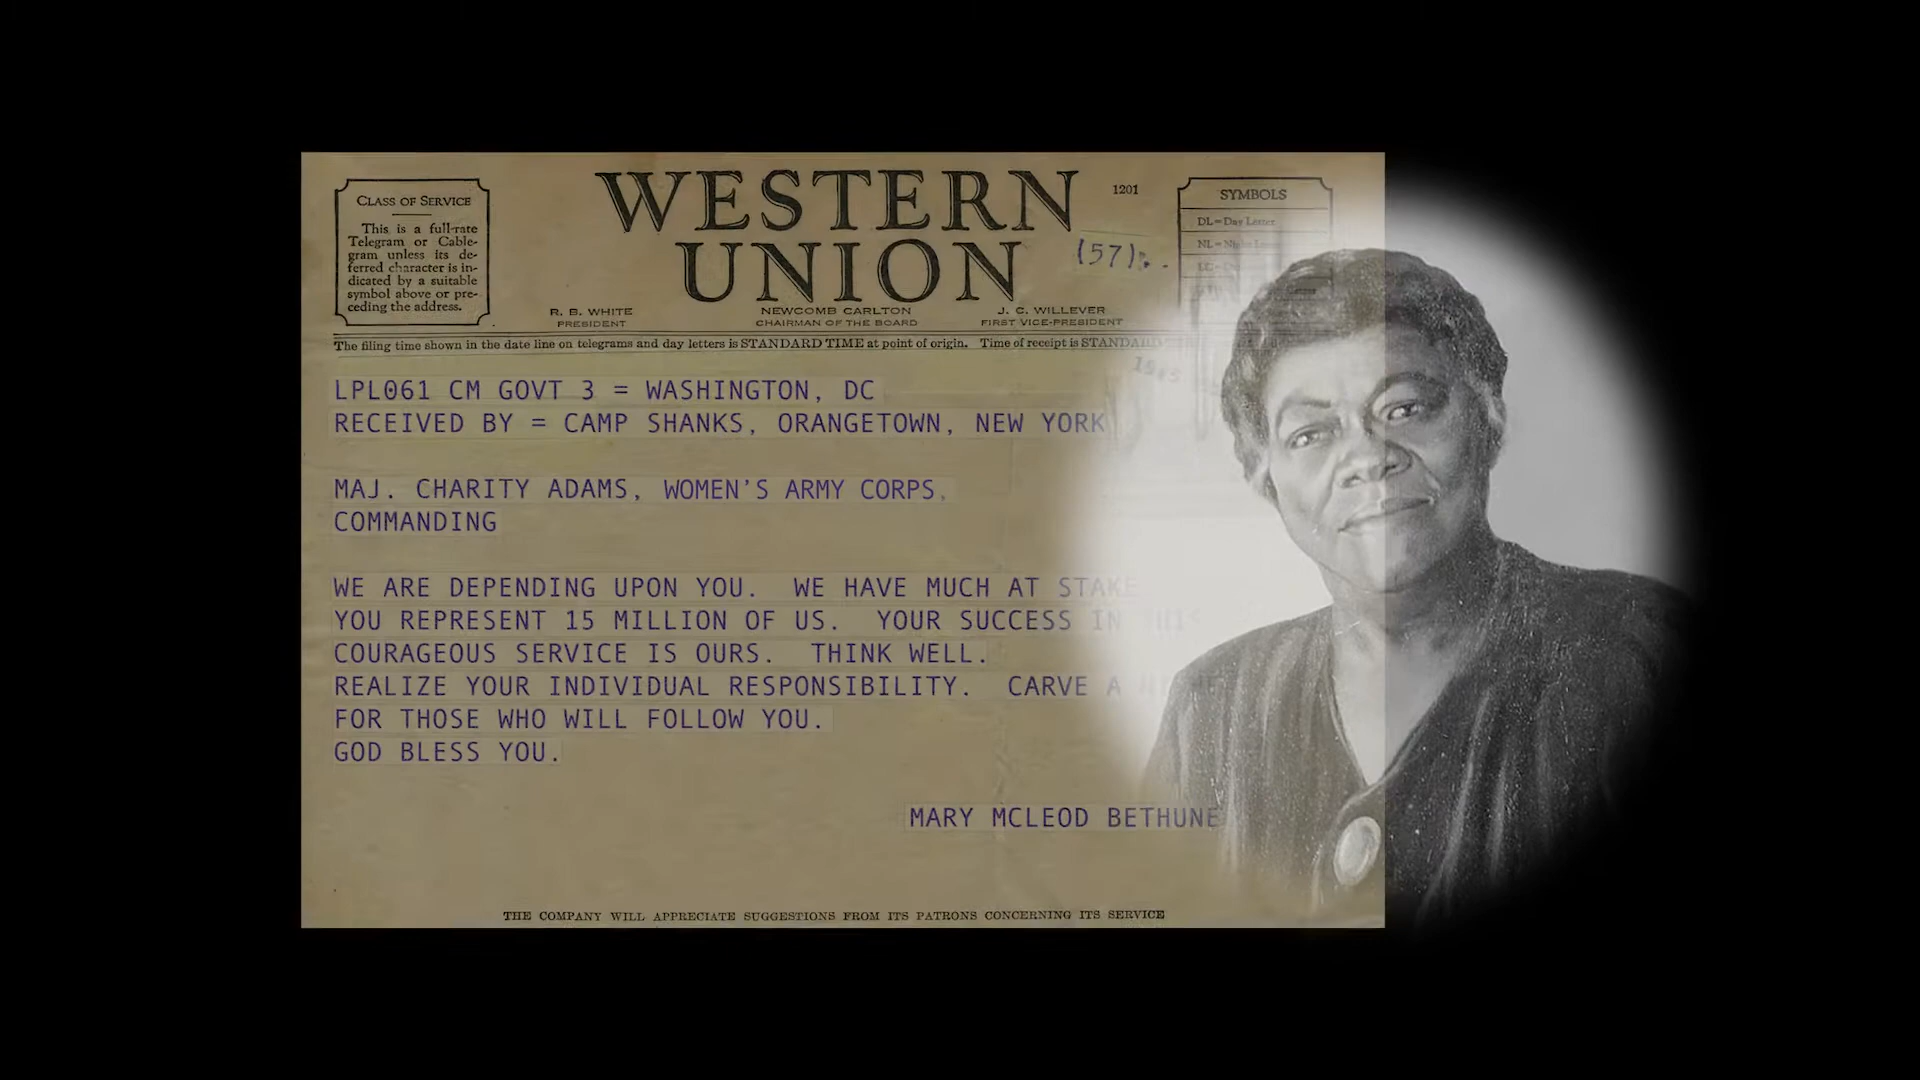 CLASS OF SERVICE
This is a full-rate
Telegram or Cable-
gram unless its de-
ferred character is in-
dicated by a suitable
symbol above or pre-
ceding the address.
WESTERN
UNION
1201
(57)
SYMBOLS
DL=Day Letter
R. B. WHITE
PRESIDENT
NEWCOMB CARLTON
CHAIRMAN OF THE BOARD
J. C. WILLEVER
FIRST VICE-PRESIDENT
The filing time shown in the date line on telegrams and day letters is STANDARD TIME at point of origin. Time of receipt is STANDARD
LPL061 CM GOVT 3 = WASHINGTON, DC
RECEIVED BY = CAMP SHANKS, ORANGETOWN, NEW YORK
MAJ. CHARITY ADAMS, WOMEN'S ARMY CORPS,
COMMANDING
WE ARE DEPENDING UPON YOU. WE HAVE MUCH AT STAKE
YOU REPRESENT 15 MILLION OF US. YOUR SUCCESS IN THIS
COURAGEOUS SERVICE IS OURS. THINK WELL.
REALIZE YOUR INDIVIDUAL RESPONSIBILITY. CARVE A
FOR THOSE WHO WILL FOLLOW YOU.
GOD BLESS YOU.
MARY MCLEOD BETHUNE
THE COMPANY WILL APPRECIATE SUGGESTIONS FROM ITS PATRONS CONCERNING ITS SERVICE